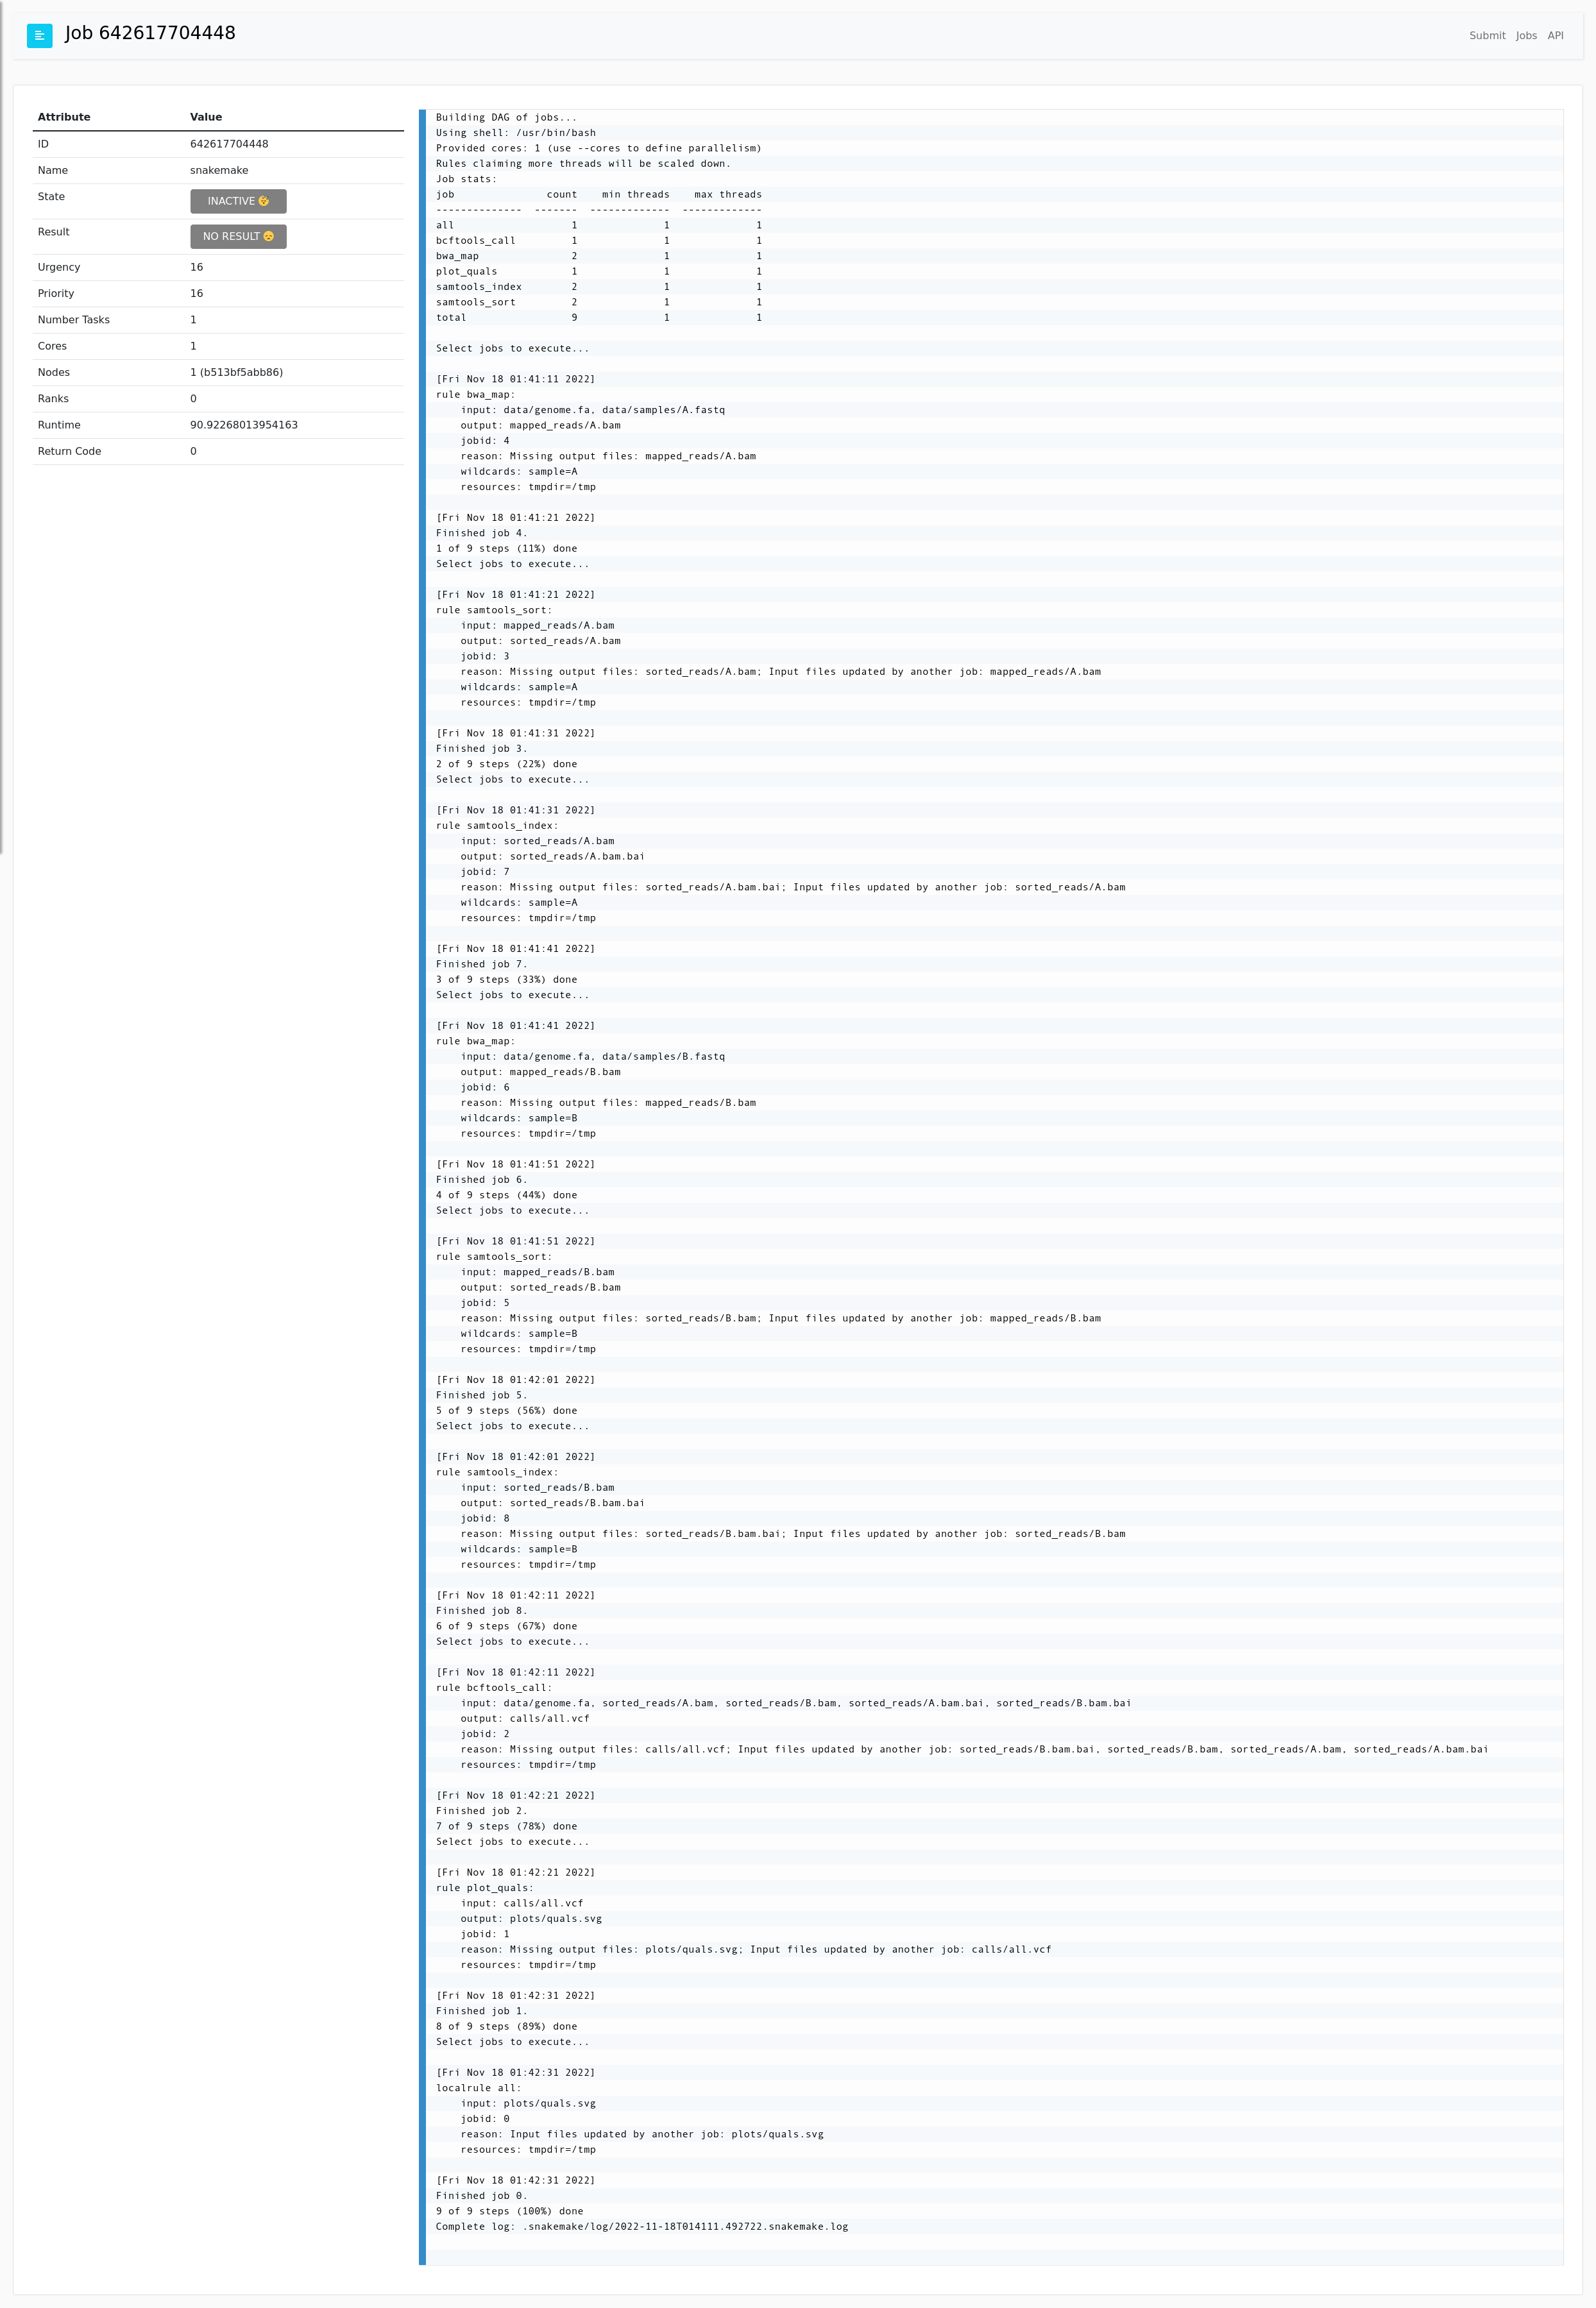 Job 642617704448
Submit Jobs API
Attribute Value
ID 642617704448
Name snakemake
State INACTIVE
Result NO RESULT
Urgency 16
Priority 16
Number Tasks 1
Cores 1
Nodes 1 (b513bf5abb86)
Ranks 0
Runtime 90.92268013954163
Return Code 0
Building DAG of jobs...
Using shell: /usr/bin/bash
Provided cores: 1 (use --cores to define parallelism)
Rules claiming more threads will be scaled down.
Job stats:
job               count    min threads    max threads
--------------  -------  -------------  -------------
all                   1              1              1
bcftools_call         1              1              1
bwa_map               2              1              1
plot_quals            1              1              1
samtools_index        2              1              1
samtools_sort         2              1              1
total                 9              1              1
Select jobs to execute...
[Fri Nov 18 01:41:11 2022]
rule bwa_map:
    input: data/genome.fa, data/samples/A.fastq
    output: mapped_reads/A.bam
    jobid: 4
    reason: Missing output files: mapped_reads/A.bam
    wildcards: sample=A
    resources: tmpdir=/tmp
[Fri Nov 18 01:41:21 2022]
Finished job 4.
1 of 9 steps (11%) done
Select jobs to execute...
[Fri Nov 18 01:41:21 2022]
rule samtools_sort:
    input: mapped_reads/A.bam
    output: sorted_reads/A.bam
    jobid: 3
    reason: Missing output files: sorted_reads/A.bam; Input files updated by another job: mapped_reads/A.bam
    wildcards: sample=A
    resources: tmpdir=/tmp
[Fri Nov 18 01:41:31 2022]
Finished job 3.
2 of 9 steps (22%) done
Select jobs to execute...
[Fri Nov 18 01:41:31 2022]
rule samtools_index:
    input: sorted_reads/A.bam
    output: sorted_reads/A.bam.bai
    jobid: 7
    reason: Missing output files: sorted_reads/A.bam.bai; Input files updated by another job: sorted_reads/A.bam
    wildcards: sample=A
    resources: tmpdir=/tmp
[Fri Nov 18 01:41:41 2022]
Finished job 7.
3 of 9 steps (33%) done
Select jobs to execute...
[Fri Nov 18 01:41:41 2022]
rule bwa_map:
    input: data/genome.fa, data/samples/B.fastq
    output: mapped_reads/B.bam
    jobid: 6
    reason: Missing output files: mapped_reads/B.bam
    wildcards: sample=B
    resources: tmpdir=/tmp
[Fri Nov 18 01:41:51 2022]
Finished job 6.
4 of 9 steps (44%) done
Select jobs to execute...
[Fri Nov 18 01:41:51 2022]
rule samtools_sort:
    input: mapped_reads/B.bam
    output: sorted_reads/B.bam
    jobid: 5
    reason: Missing output files: sorted_reads/B.bam; Input files updated by another job: mapped_reads/B.bam
    wildcards: sample=B
    resources: tmpdir=/tmp
[Fri Nov 18 01:42:01 2022]
Finished job 5.
5 of 9 steps (56%) done
Select jobs to execute...
[Fri Nov 18 01:42:01 2022]
rule samtools_index:
    input: sorted_reads/B.bam
    output: sorted_reads/B.bam.bai
    jobid: 8
    reason: Missing output files: sorted_reads/B.bam.bai; Input files updated by another job: sorted_reads/B.bam
    wildcards: sample=B
    resources: tmpdir=/tmp
[Fri Nov 18 01:42:11 2022]
Finished job 8.
6 of 9 steps (67%) done
Select jobs to execute...
[Fri Nov 18 01:42:11 2022]
rule bcftools_call:
    input: data/genome.fa, sorted_reads/A.bam, sorted_reads/B.bam, sorted_reads/A.bam.bai, sorted_reads/B.bam.bai
    output: calls/all.vcf
    jobid: 2
    reason: Missing output files: calls/all.vcf; Input files updated by another job: sorted_reads/B.bam.bai, sorted_reads/B.bam, sorted_reads/A.bam, sorted_reads/A.bam.bai
    resources: tmpdir=/tmp
[Fri Nov 18 01:42:21 2022]
Finished job 2.
7 of 9 steps (78%) done
Select jobs to execute...
[Fri Nov 18 01:42:21 2022]
rule plot_quals:
    input: calls/all.vcf
    output: plots/quals.svg
    jobid: 1
    reason: Missing output files: plots/quals.svg; Input files updated by another job: calls/all.vcf
    resources: tmpdir=/tmp
[Fri Nov 18 01:42:31 2022]
Finished job 1.
8 of 9 steps (89%) done
Select jobs to execute...
[Fri Nov 18 01:42:31 2022]
localrule all:
    input: plots/quals.svg
    jobid: 0
    reason: Input files updated by another job: plots/quals.svg
    resources: tmpdir=/tmp
[Fri Nov 18 01:42:31 2022]
Finished job 0.
9 of 9 steps (100%) done
Complete log: .snakemake/log/2022-11-18T014111.492722.snakemake.log